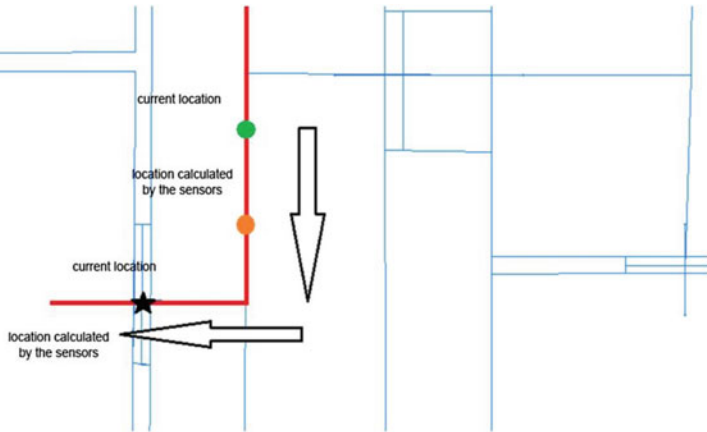 current location
location calculated
by the sensors
current location
location calculated
by the sensors